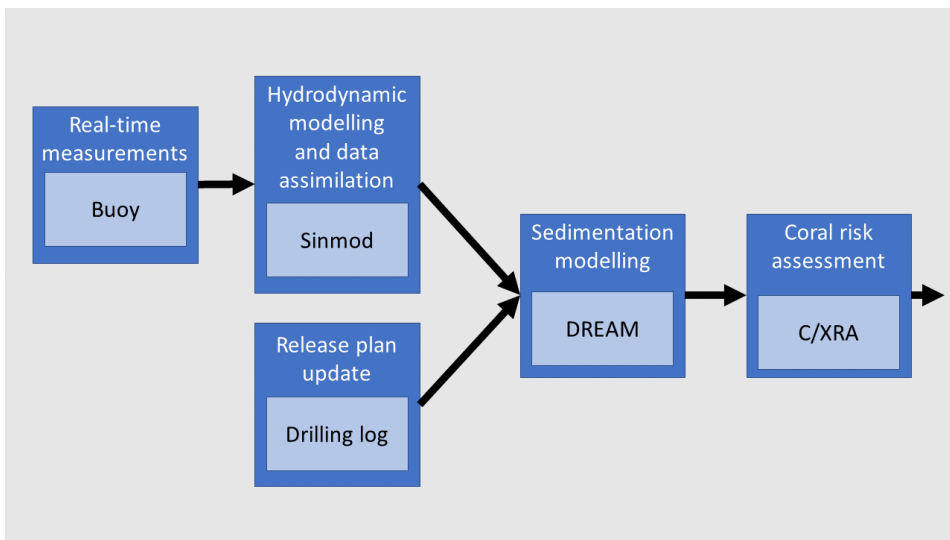 Real-time
measurements
Buoy
Hydrodynamic
modelling
and data
assimilation
Sinmod
Release plan
update
Drilling log
Sedimentation
modelling
DREAM
Coral risk
assessment
C/XRA